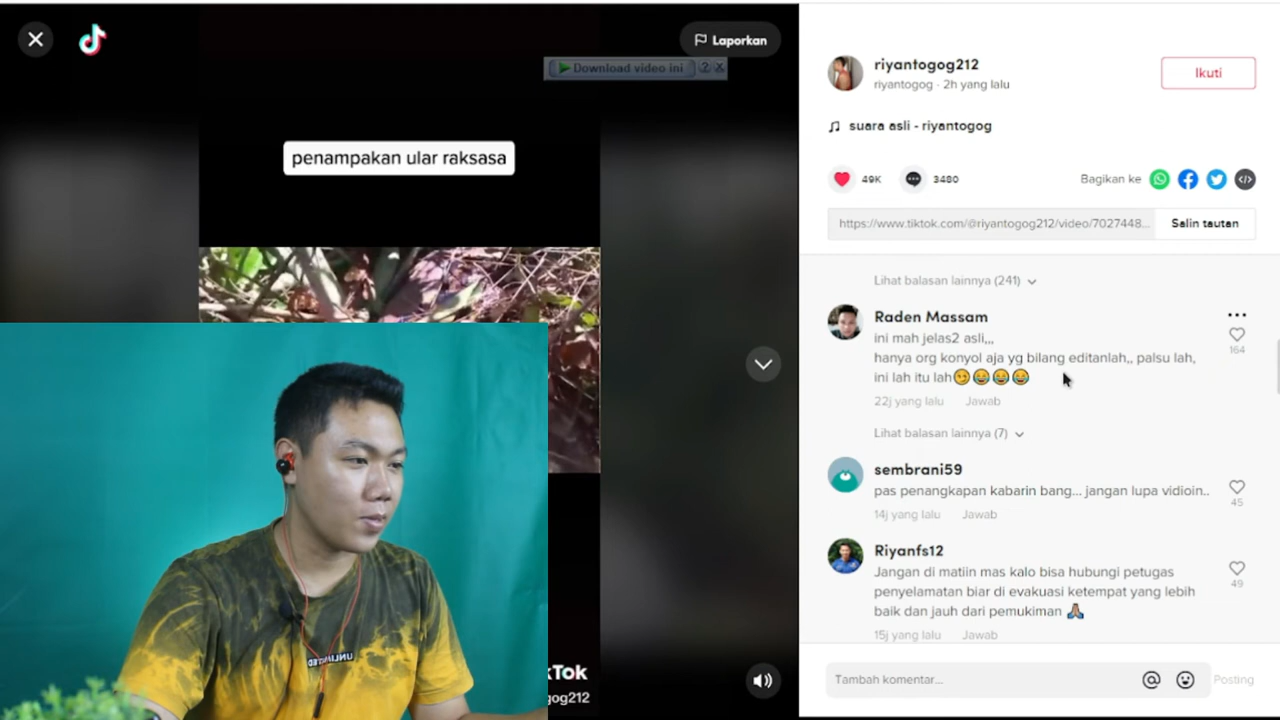 Laporkan
Download video ini
penampakan ular raksasa
kTok
gog212
UNLIMITED
riyantogog212
riyantogog · 2h yang lalu
Ikuti
suara asli - riyantogog
49K
3480
Bagikan ke
https://www.tiktok.com/@riyantogog212/video/7027448...
Salin tautan
Lihat balasan lainnya (241)
Raden Massam
ini mah jelas2 asli,,,
hanya org konyol aja yg bilang editanlah,, palsu lah,
ini lah itu lah😏😂😂😂
164
22j yang lalu Jawab
Lihat balasan lainnya (7)
sembrani59
pas penangkapan kabarin bang... jangan lupa vidioin..
45
14j yang lalu Jawab
Riyanfs12
Jangan di matiin mas kalo bisa hubungi petugas
penyelamatan biar di evakuasi ketempat yang lebih
baik dan jauh dari pemukiman 🙏🏽
49
15j yang lalu Jawab
Tambah komentar...
Posting